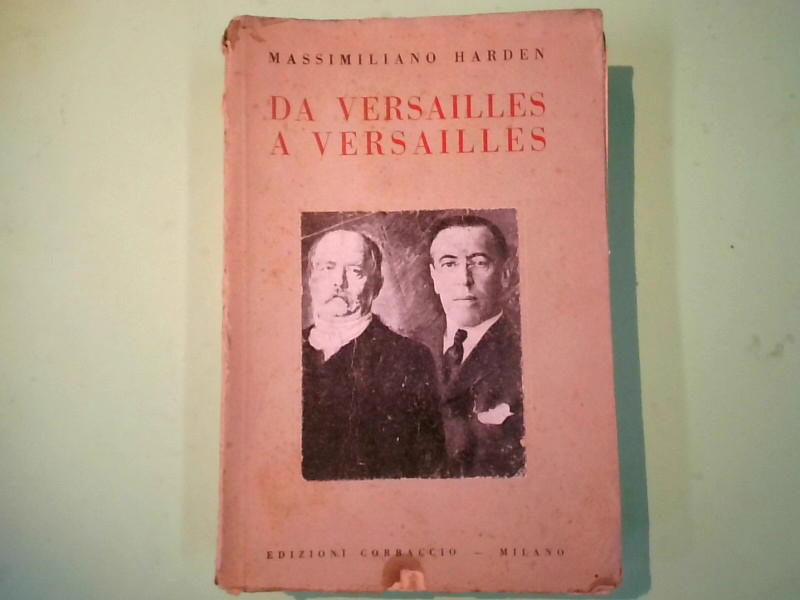 MASSIMILIANO HARDEN
DA VERSAILLES
A VERSAILLES
EDIZIONI CORBACCIO - MILANO